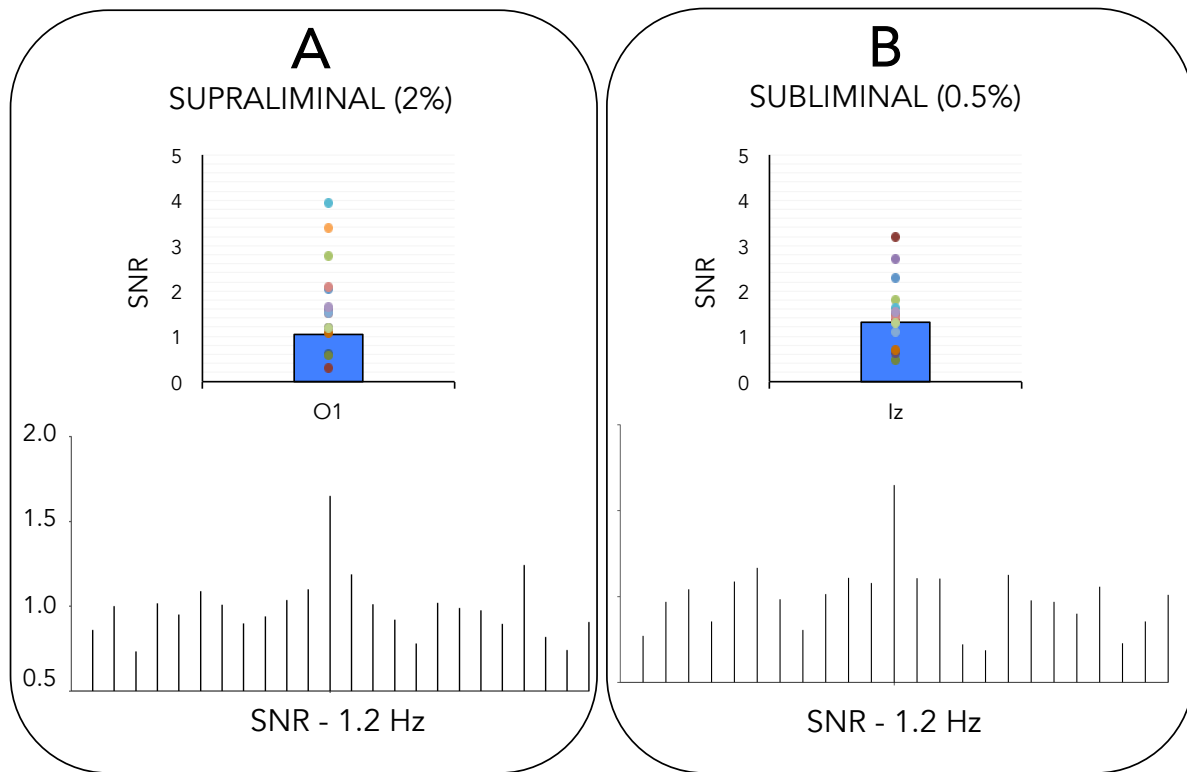 A
SUPRALIMINAL (2%)
5
4
3
2
1
0
SNR
O1
2.0
1.5
1.0
0.5
SNR - 1.2 Hz
B
SUBLIMINAL (0.5%)
5
4
3
2
1
0
SNR
Iz
SNR - 1.2 Hz